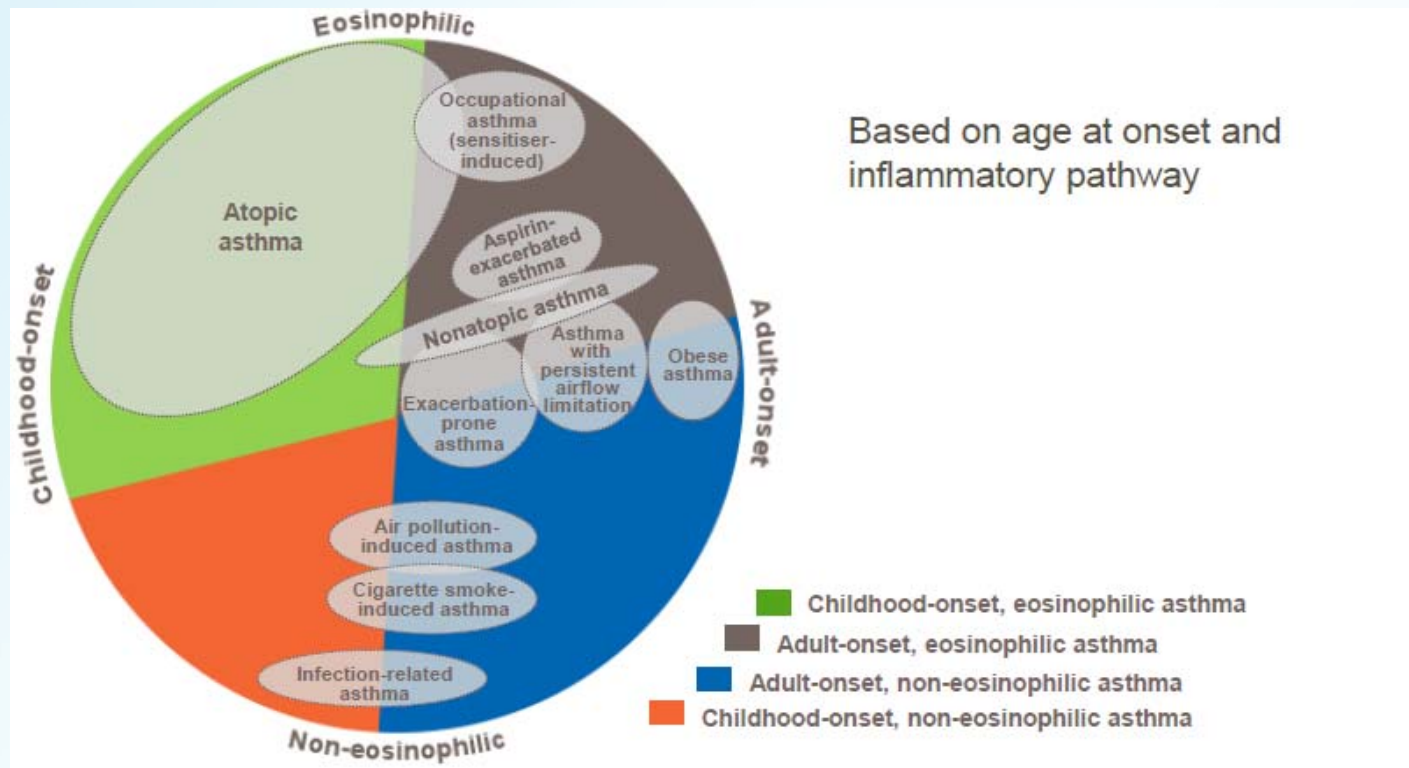 Eosinophilic
Occupational
asthma
(sensitiser-
induced)
Atopic
asthma
Aspirin-
exacerbated
asthma
Nonatopic asthma
Asthma
with
persistent
airflow
limitation
Obese
asthma
Exacerbation-
prone
asthma
Air pollution-
induced asthma
Cigarette smoke-
induced asthma
Infection-related
asthma
Non-eosinophilic
Childhood-onset
Adult-onset
Based on age at onset and
inflammatory pathway
Childhood-onset, eosinophilic asthma
Adult-onset, eosinophilic asthma
Adult-onset, non-eosinophilic asthma
Childhood-onset, non-eosinophilic asthma